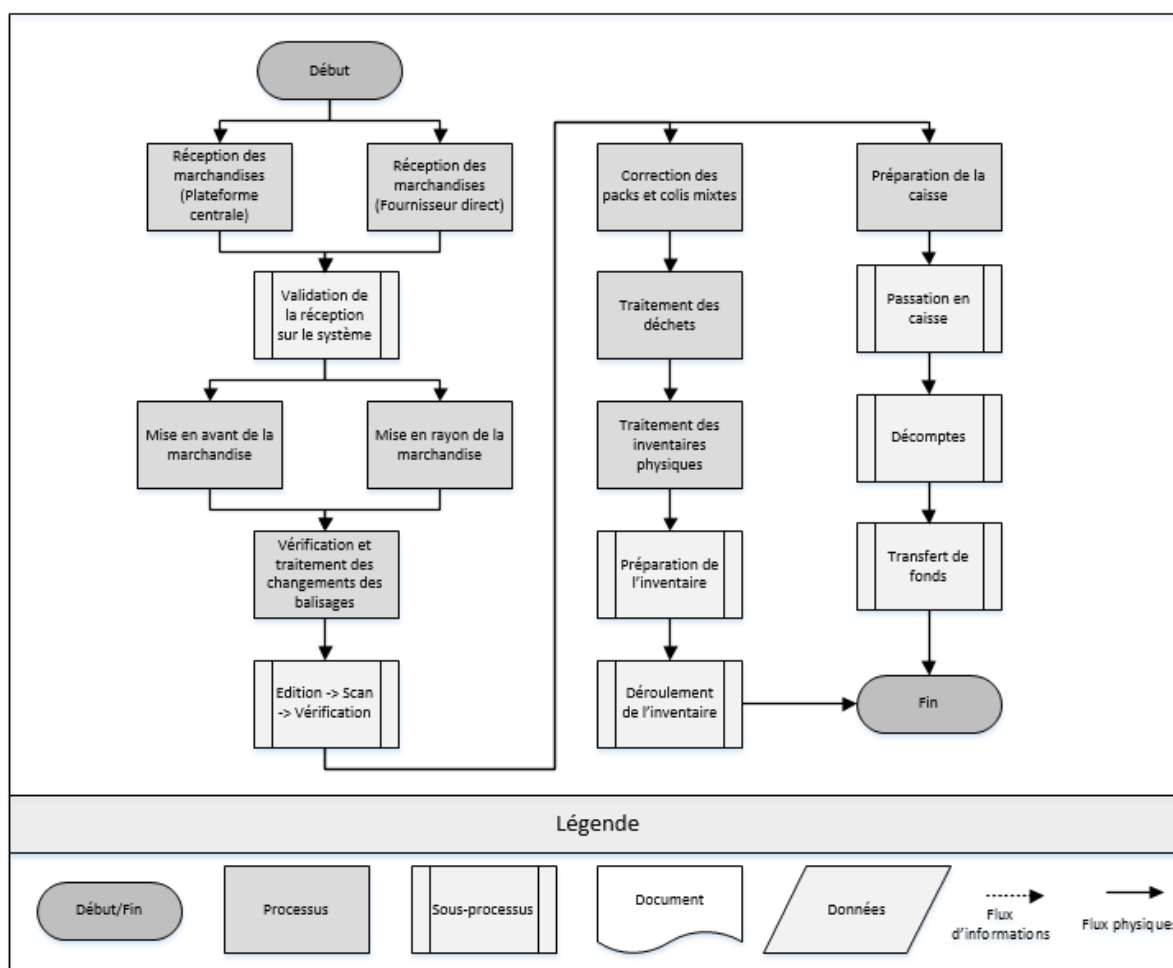 Début
Réception des
marchandises
(Plateforme
centrale)
Réception des
marchandises
(Fournisseur direct)
Validation de
la réception
sur le système
Mise en avant de la
marchandise
Mise en rayon de la
marchandise
Vérification et
traitement des
changements des
balisages
Edition -> Scan
-> Vérification
Correction des
packs et colis mixtes
Traitement des
déchets
Traitement des
inventaires
physiques
Préparation de
l’inventaire
Déroulement
de l’inventaire
Préparation de la
caisse
Passation en
caisse
Décomptes
Transfert de
fonds
Fin
Légende
Début/Fin
Processus
Sous-processus
Document
Données
Flux
d’informations
Flux physiques